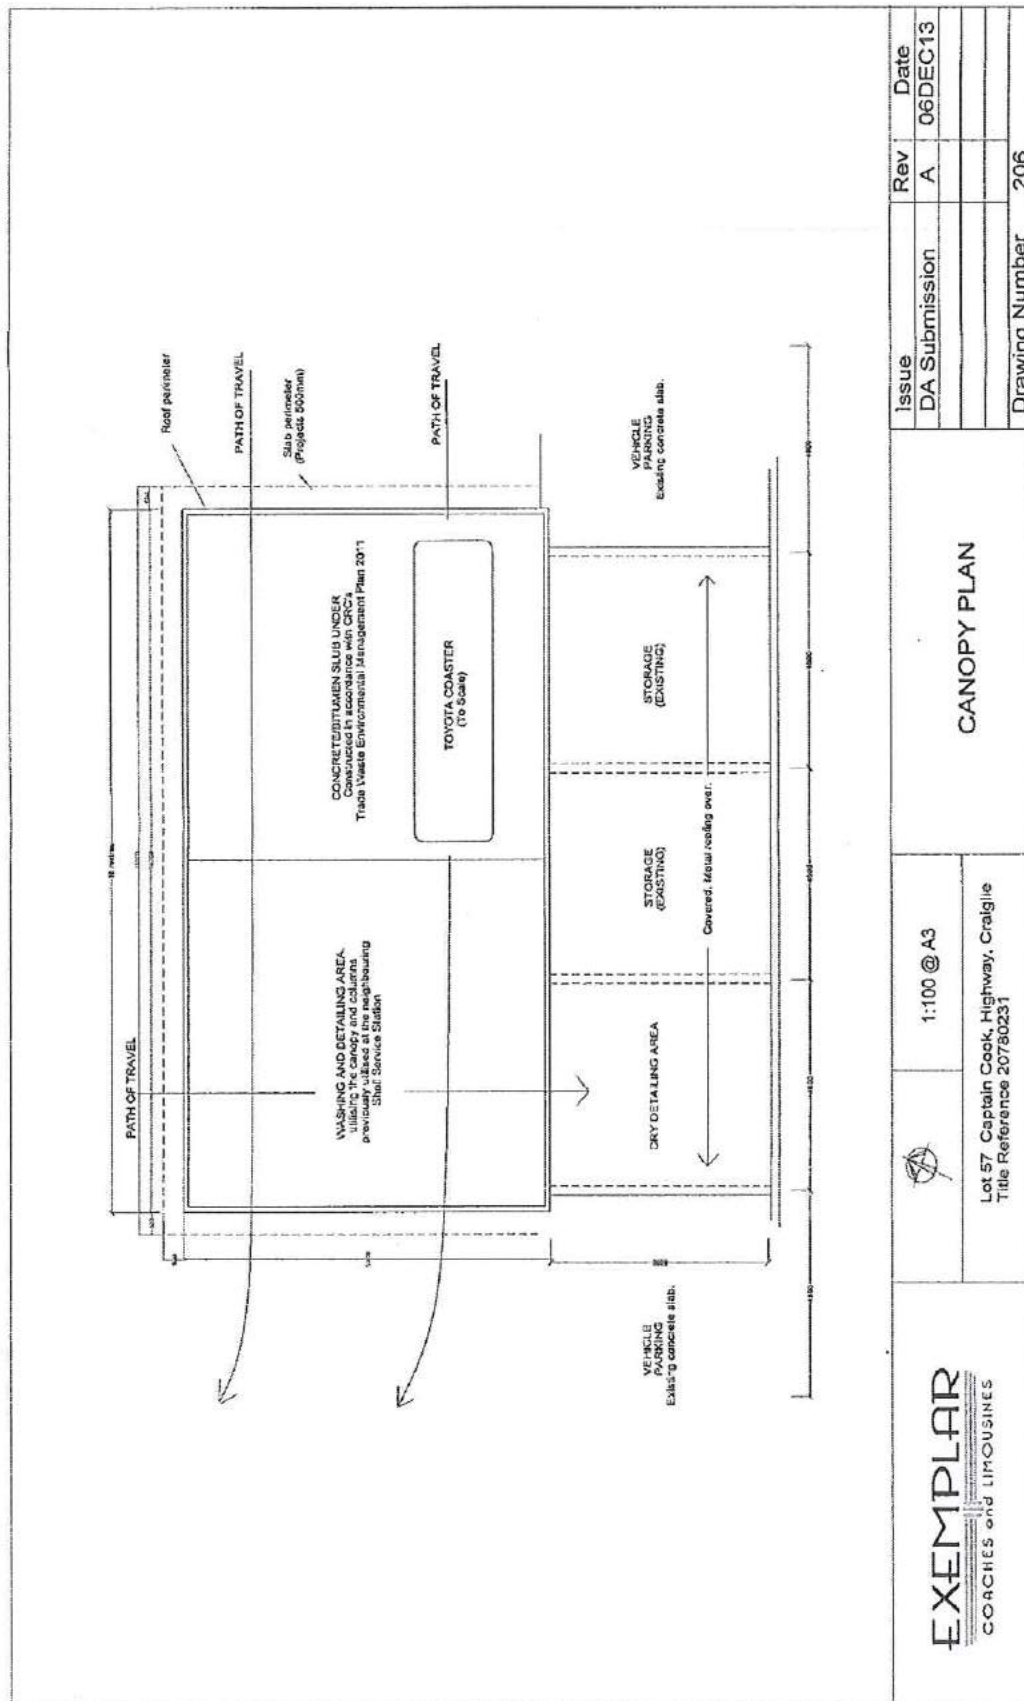 PATH OF TRAVEL
Roof perimeter
PATH OF TRAVEL
Slab perimeter
(Projects 500mm)
PATH OF TRAVEL
WASHING AND DETAILING AREA
utilising the canopy and columns
previously utilised at the neighbouring
Shell Service Station
CONCRETE/BITUMEN SLUB UNDER
Constructed in accordance with CRC's
Trade Waste Environmental Management Plan 2011
TOYOTA COASTER
(To Scale)
VEHICLE
PARKING
Existing concrete slab.
DRY DETAILING AREA
STORAGE
(EXISTING)
STORAGE
(EXISTING)
VEHICLE
PARKING
Existing concrete slab.
Covered. Metal roofing over.
EXEMPLAR
COACHES and LIMOUSINES
1:100 @ A3
Lot 57 Captain Cook, Highway, Craiglie
Title Reference 20780231
CANOPY PLAN
Issue Rev Date
DA Submission A 06DEC13
Drawing Number 206